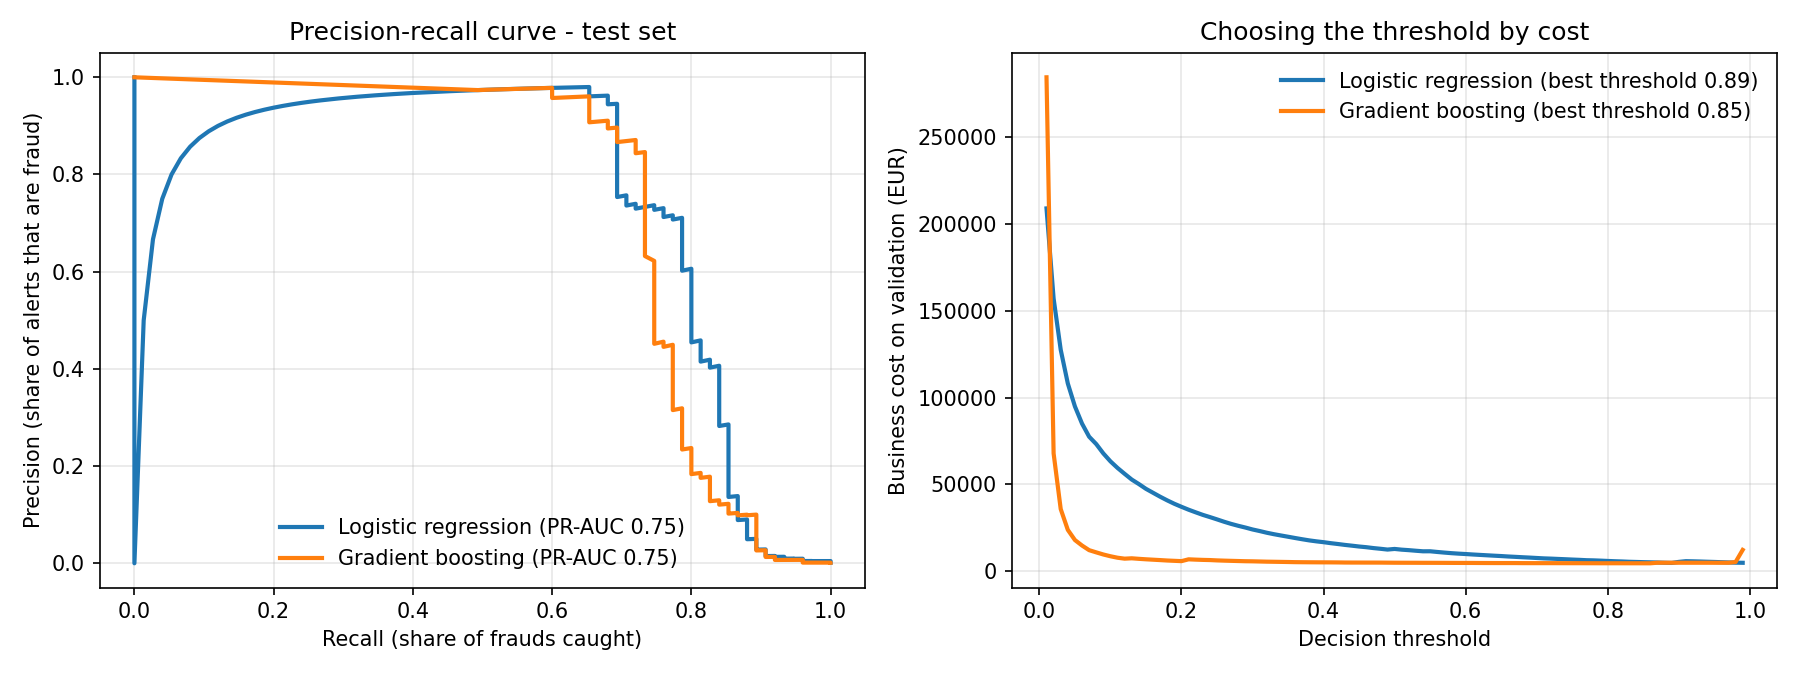 Precision-recall curve - test set
Precision (share of alerts that are fraud)
1.0
0.8
0.6
0.4
0.2
0.0
Logistic regression (PR-AUC 0.75)
Gradient boosting (PR-AUC 0.75)
0.0 0.2 0.4 0.6 0.8 1.0
Recall (share of frauds caught)
Choosing the threshold by cost
Business cost on validation (EUR)
Logistic regression (best threshold 0.89)
Gradient boosting (best threshold 0.85)
250000
200000
150000
100000
50000
0
0.0 0.2 0.4 0.6 0.8 1.0
Decision threshold